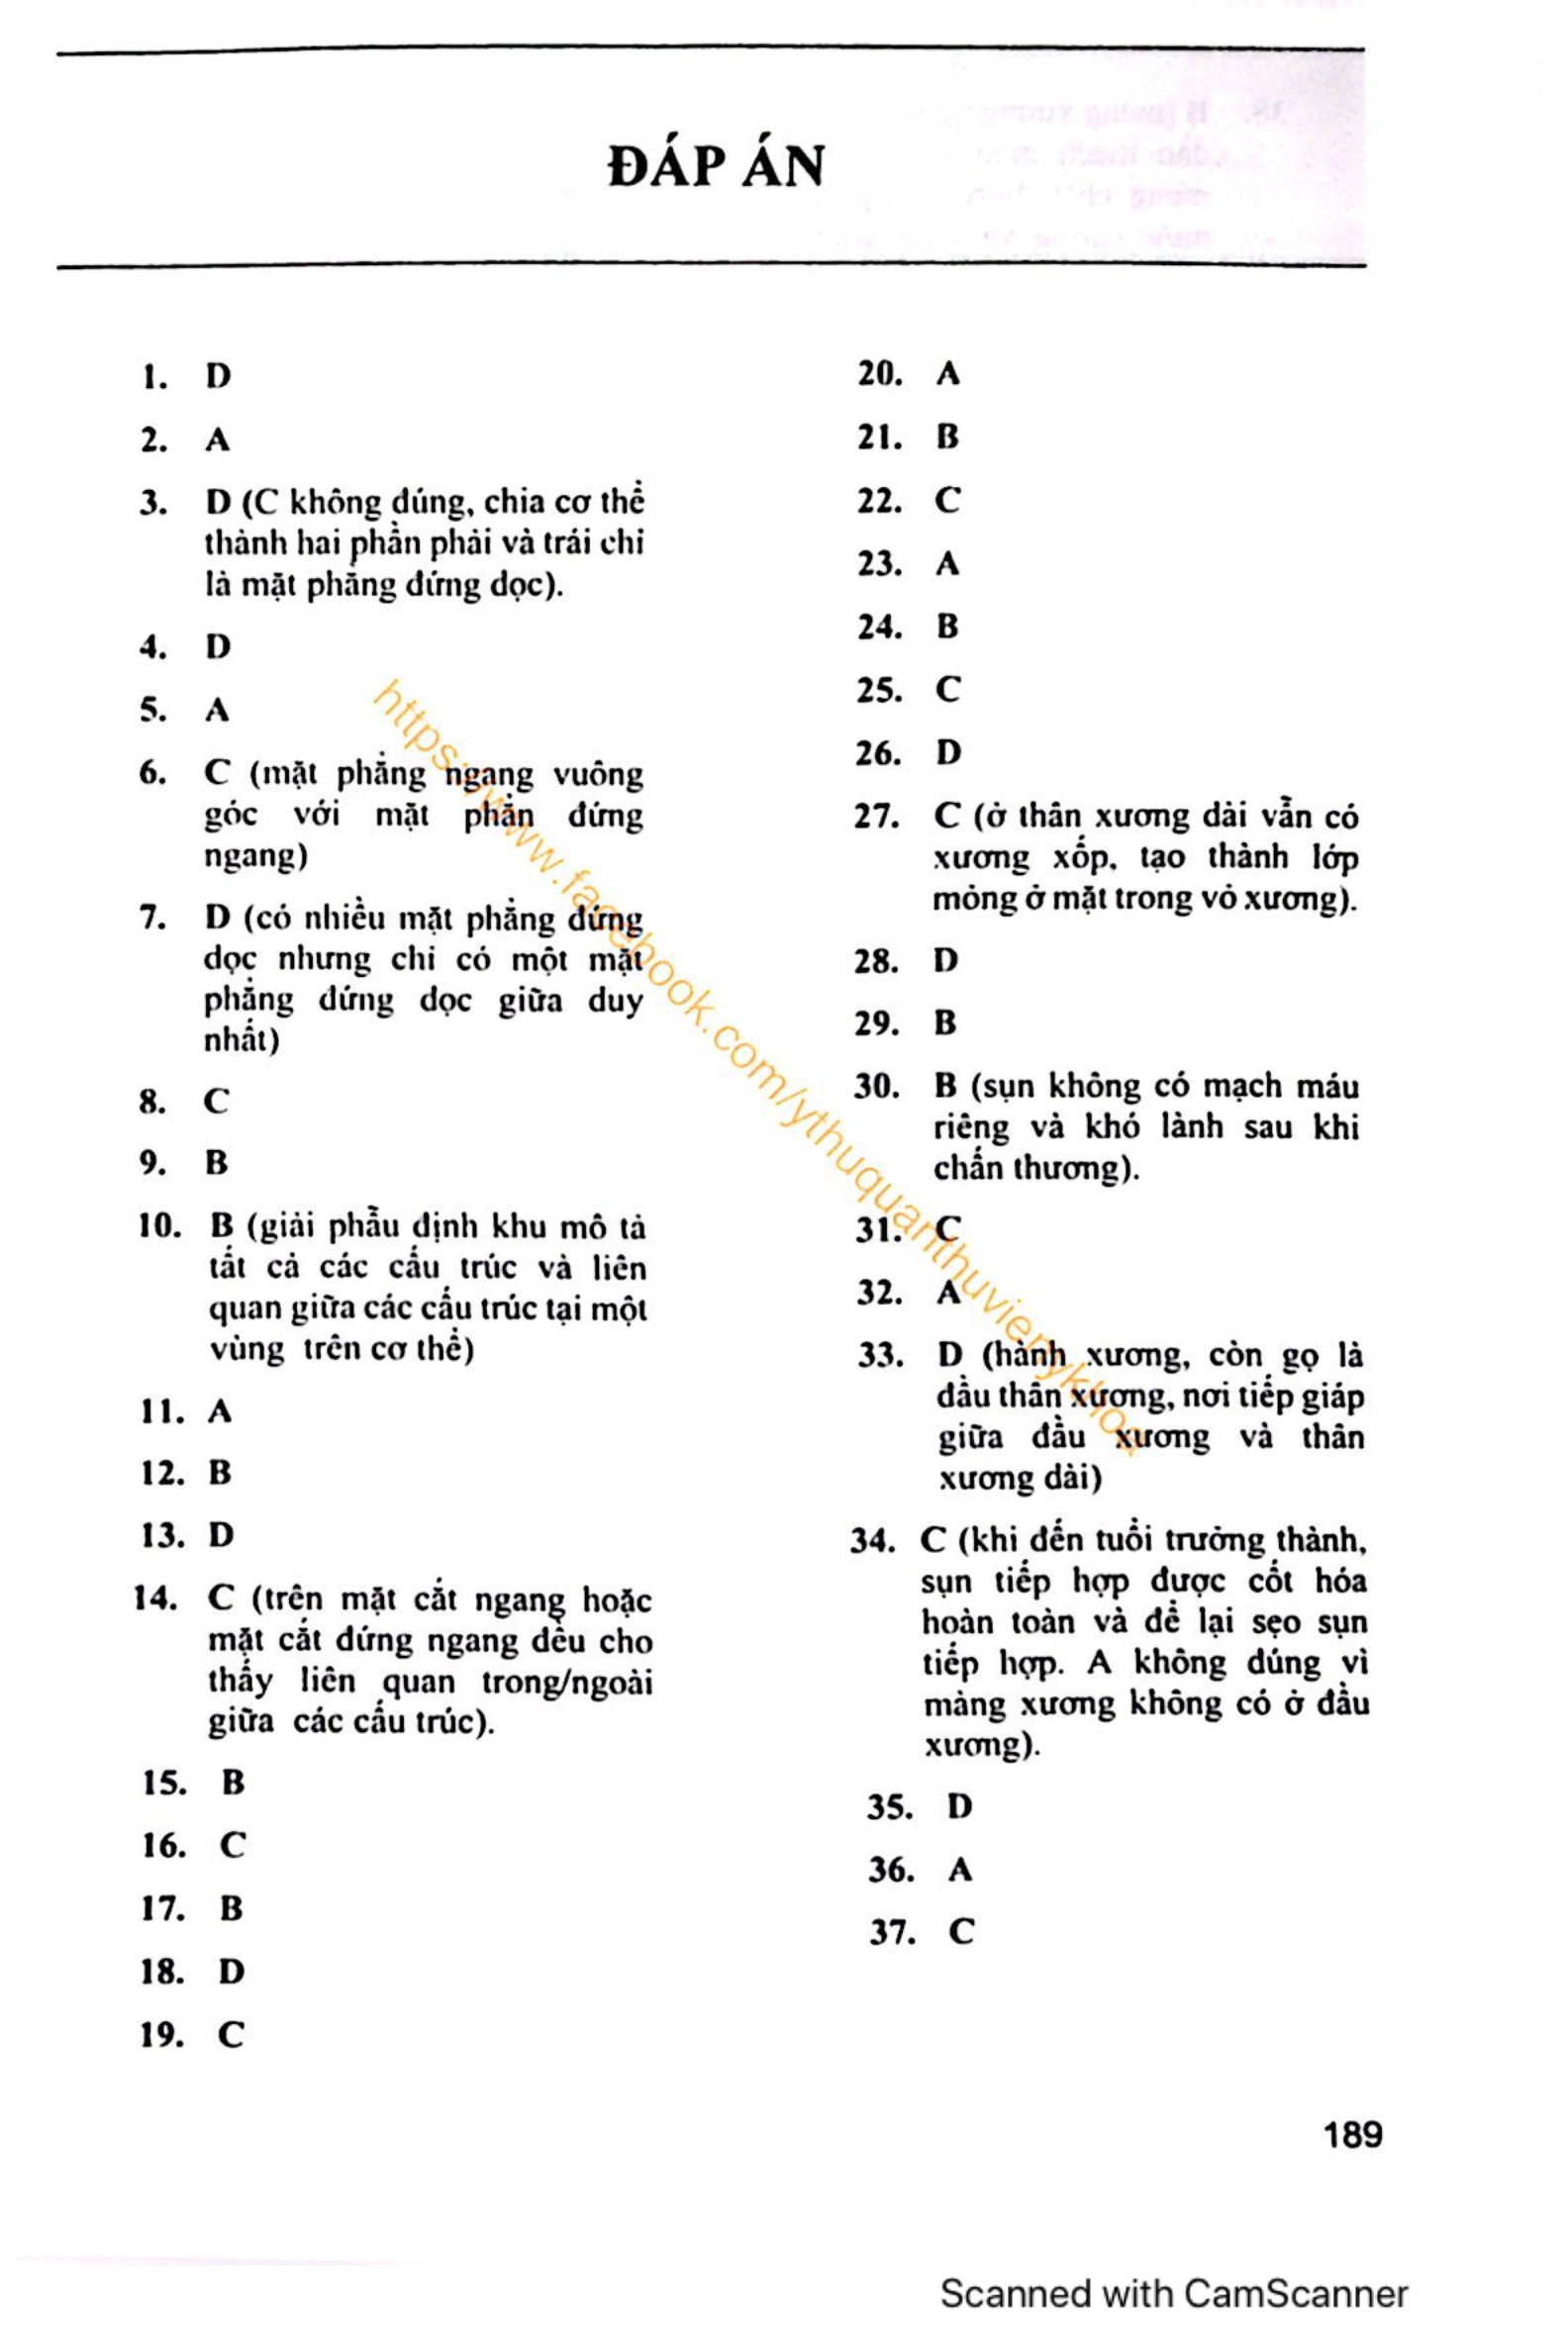 ĐÁP ÁN
1. D
2. A
3. D (C không đúng, chia cơ thể
thành hai phần phải và trái chỉ
là mặt phẳng đứng dọc).
4. D
5. A
6. C (mặt phẳng ngang vuông
góc với mặt phẳn đứng
ngang)
7. D (có nhiều mặt phẳng đứng
dọc nhưng chỉ có một mặt
phẳng đứng dọc giữa duy
nhất)
8. C
9. B
10. B (giải phẫu định khu mô tả
tất cả các cấu trúc và liên
quan giữa các cấu trúc tại một
vùng trên cơ thể)
11. A
12. B
13. D
14. C (trên mặt cắt ngang hoặc
mặt cắt đứng ngang đều cho
thấy liên quan trong/ngoài
giữa các cấu trúc).
15. B
16. C
17. B
18. D
19. C
20. A
21. B
22. C
23. A
24. B
25. C
26. D
27. C (ở thân xương dài vẫn có
xương xốp, tạo thành lớp
mỏng ở mặt trong vỏ xương).
28. D
29. B
30. B (sụn không có mạch máu
riêng và khó lành sau khi
chấn thương).
31. C
32. A
33. D (hành xương, còn gọ là
đầu thân xương, nơi tiếp giáp
giữa đầu xương và thân
xương dài)
34. C (khi đến tuổi trưởng thành,
sụn tiếp hợp được cốt hóa
hoàn toàn và để lại sẹo sụn
tiếp hợp. A không đúng vì
màng xương không có ở đầu
xương).
35. D
36. A
37. C
https://www.facebook.com/ythuquanthuvienykhoa
189
Scanned with CamScanner